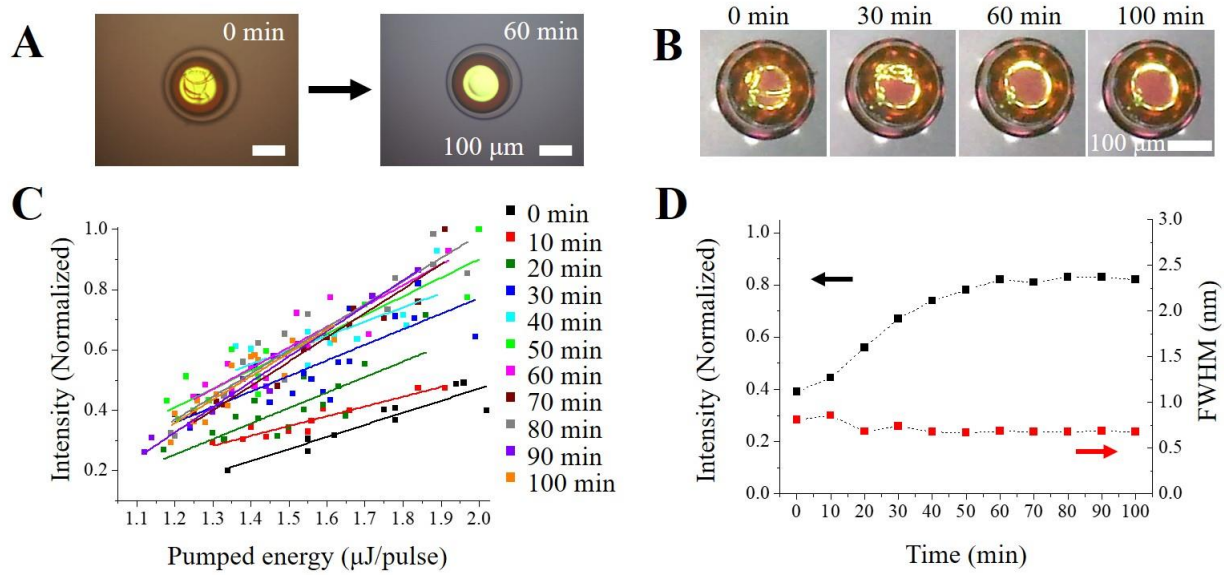 A
0 min
60 min
100 μm
B
0 min 30 min 60 min 100 min
100 μm
C
Intensity (Normalized)
1.0
0.8
0.6
0.4
0.2
1.1 1.2 1.3 1.4 1.5 1.6 1.7 1.8 1.9 2.0
Pumped energy (μJ/pulse)
0 min
10 min
20 min
30 min
40 min
50 min
60 min
70 min
80 min
90 min
100 min
D
Intensity (Normalized)
1.0
0.8
0.6
0.4
0.2
0.0
3.0
2.5
2.0
1.5
1.0
0.5
0.0
FWHM (nm)
0 10 20 30 40 50 60 70 80 90 100
Time (min)